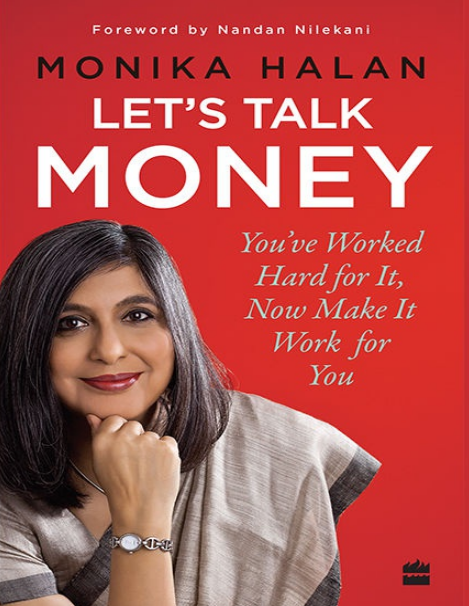 Foreword by Nandan Nilekani
MONIKA HALAN
LET'S TALK
MONEY
You've Worked
Hard for It,
Now Make It
Work for
You